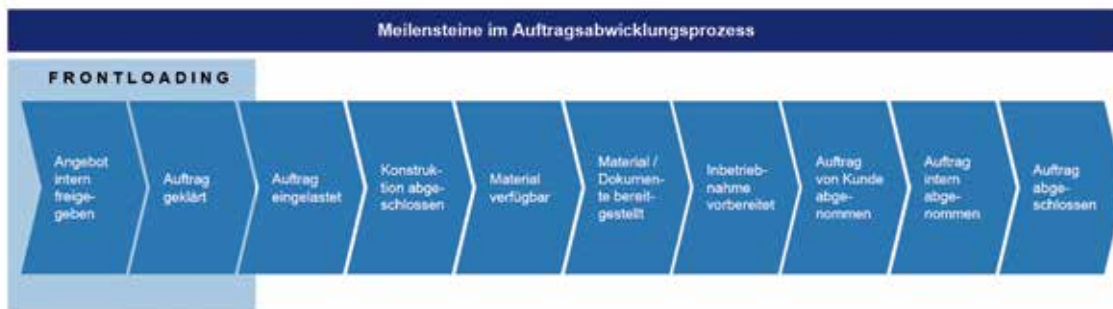 Meilensteine im Auftragsabwicklungsprozess
FRONTLOADING
Angebot
intern
freige-
geben
Auftrag
geklärt
Auftrag
eingelastet
Konstruk-
tion abge-
schlossen
Material
verfügbar
Material /
Dokumen-
te bereit-
gestellt
Inbetrieb-
nahme
vorbereitet
Auftrag
von Kunde
abge-
nommen
Auftrag
intern
abge-
nommen
Auftrag
abge-
schlossen